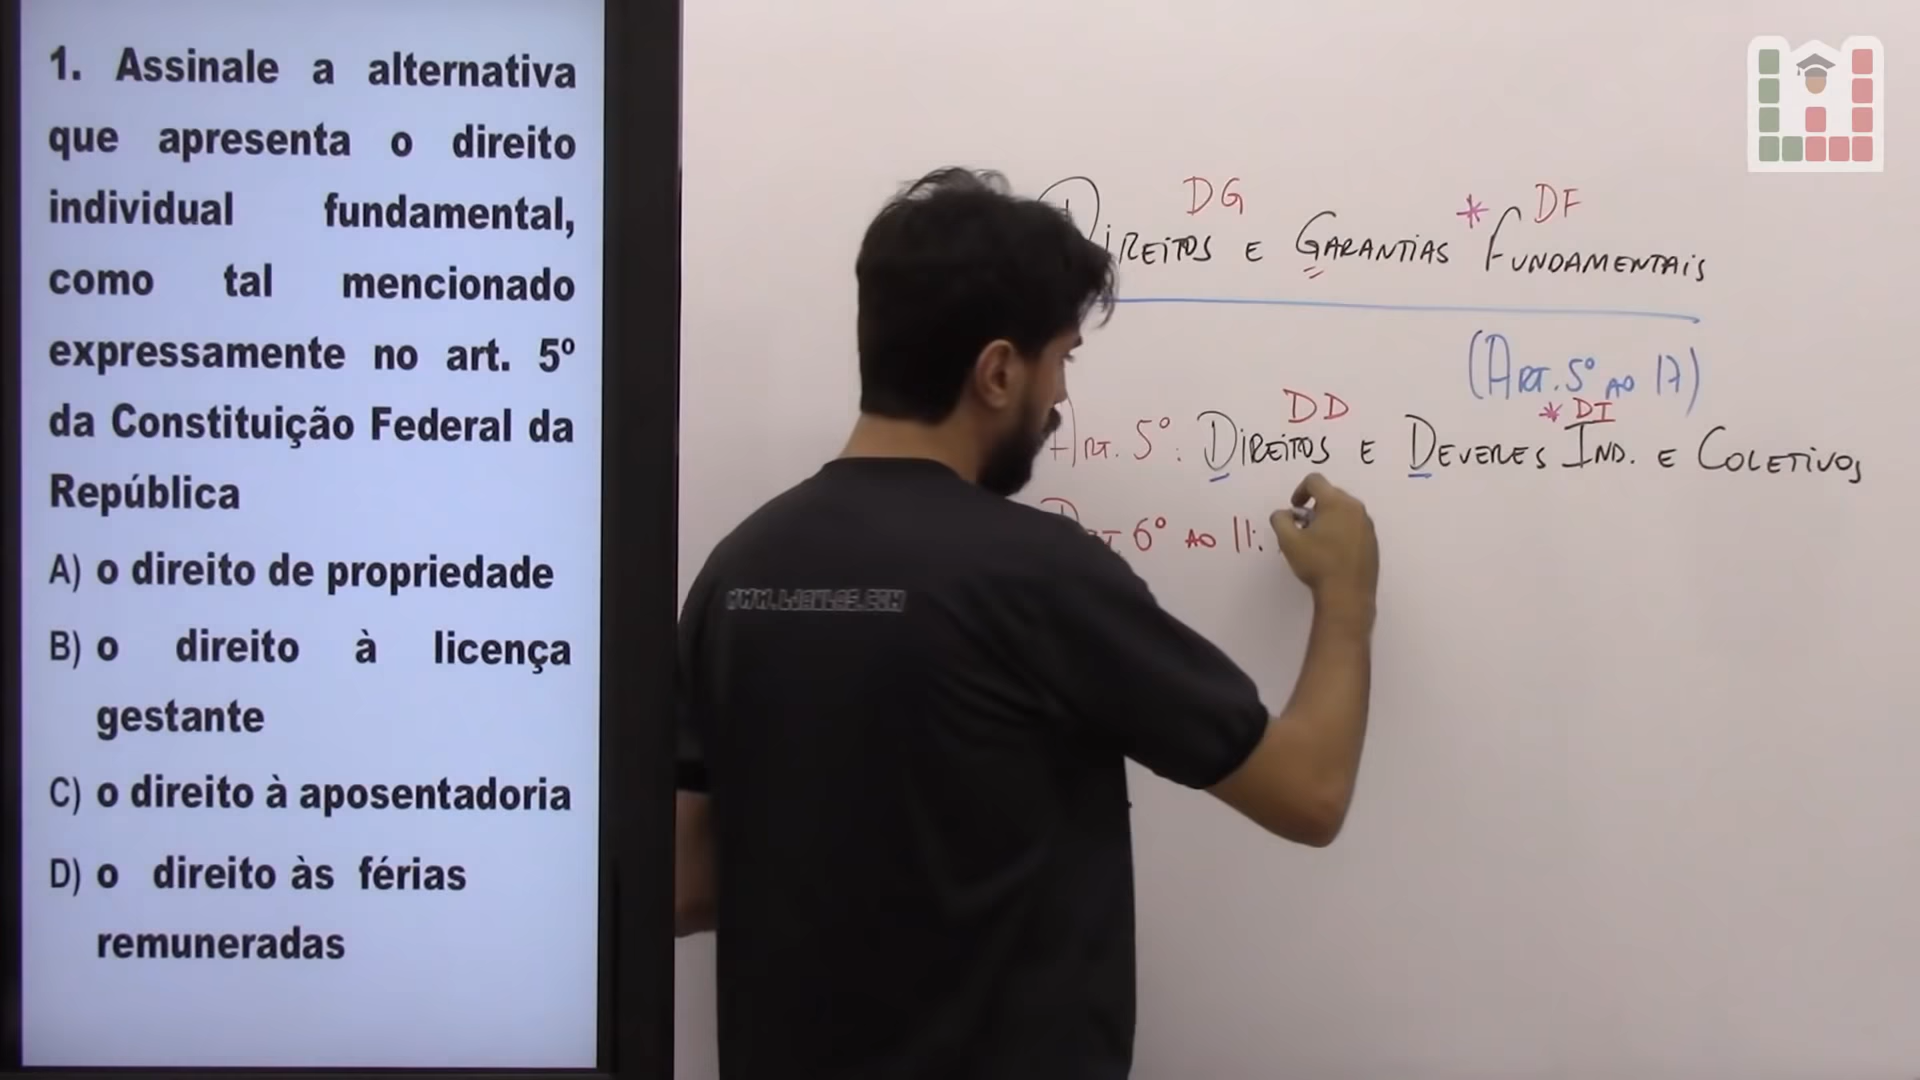 1. Assinale a alternativa
que apresenta o direito
individual fundamental,
como tal mencionado
expressamente no art. 5º
da Constituição Federal da
República
A) o direito de propriedade
B) o direito à licença
gestante
C) o direito à aposentadoria
D) o direito às férias
remuneradas
DG * DF
DIREITOS E GARANTIAS FUNDAMENTAIS
(ART. 5º AO 17)
DD * DI
ART. 5º: DIREITOS E DEVERES IND. E COLETIVOS
6º AO 11: